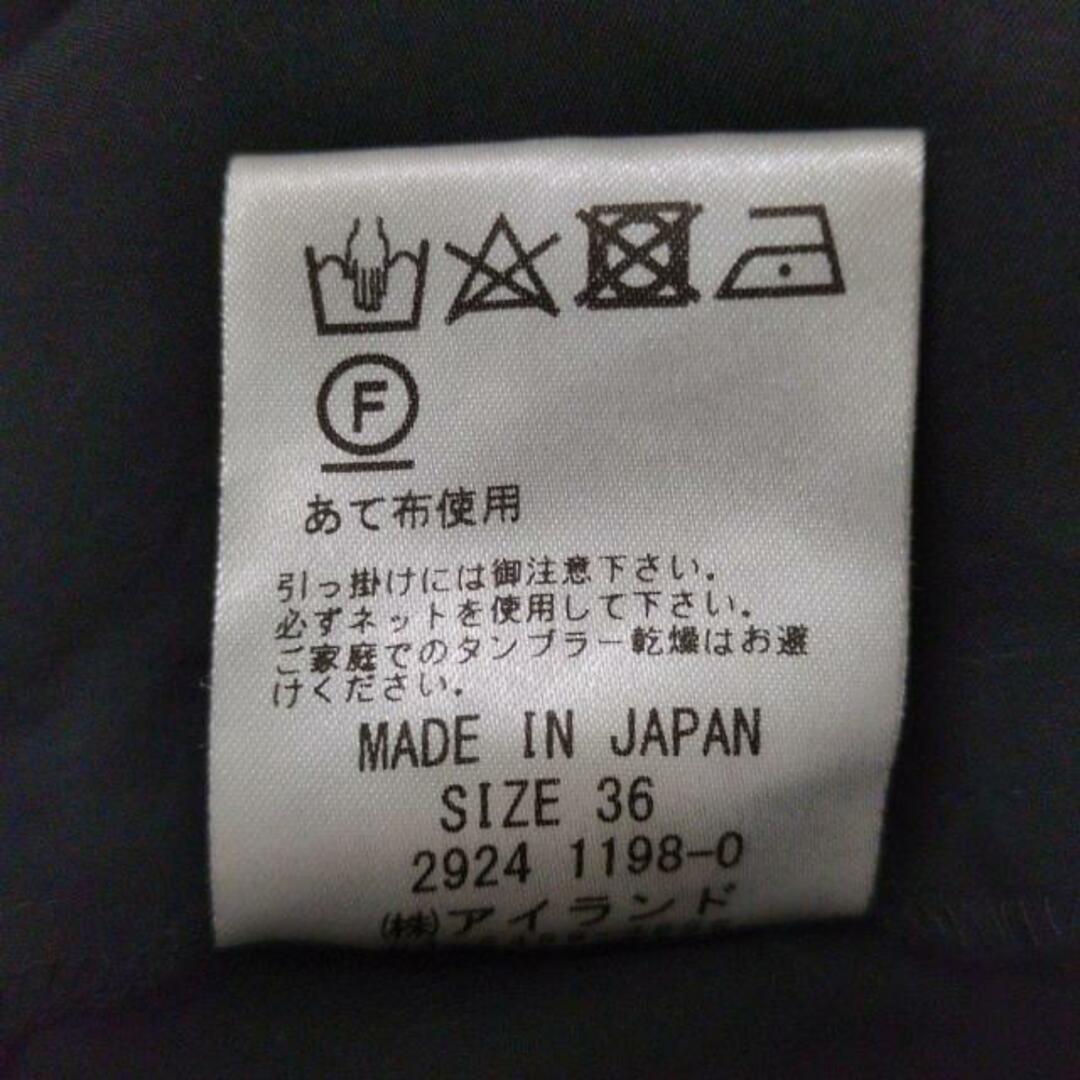 F
あて布使用
引っ掛けには御注意下さい。
必ずネットを使用して下さい。
ご家庭でのタンブラー乾燥はお避
けください。
MADE IN JAPAN
SIZE 36
2924 1198-0
(株)アイランド